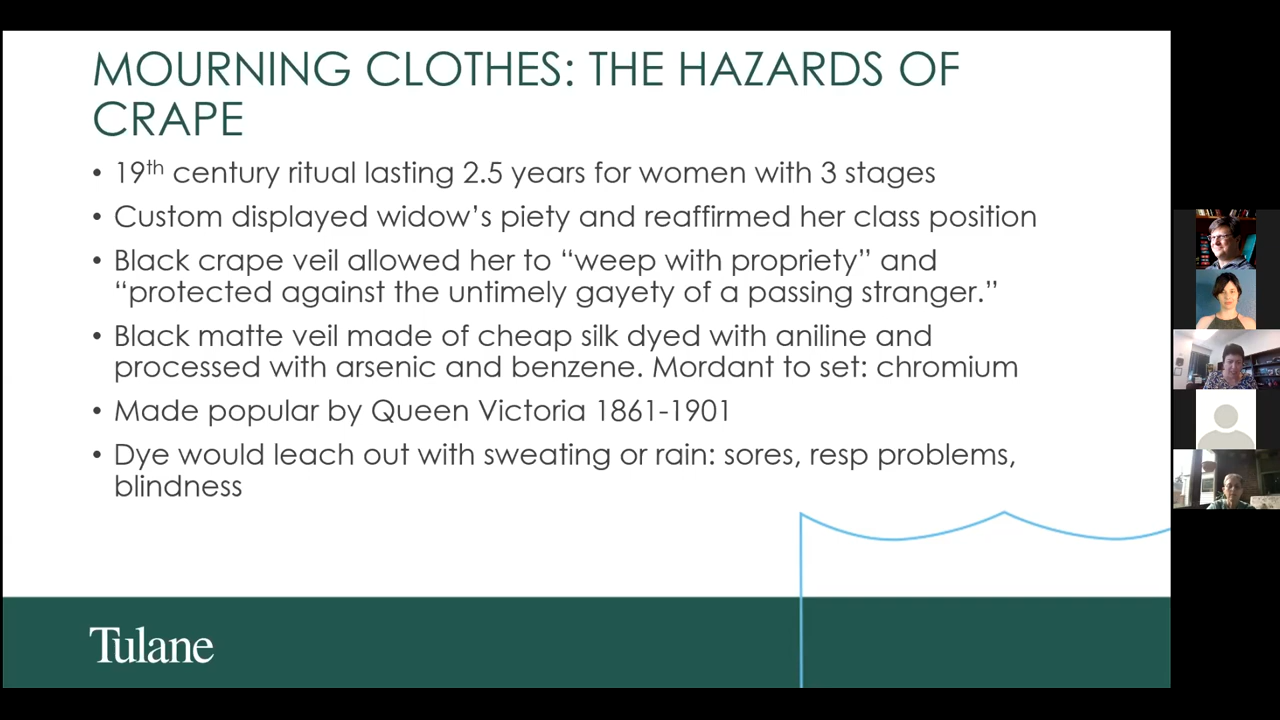 MOURNING CLOTHES: THE HAZARDS OF
CRAPE
• 19th century ritual lasting 2.5 years for women with 3 stages
• Custom displayed widow’s piety and reaffirmed her class position
• Black crape veil allowed her to “weep with propriety” and
“protected against the untimely gayety of a passing stranger.”
• Black matte veil made of cheap silk dyed with aniline and
processed with arsenic and benzene. Mordant to set: chromium
• Made popular by Queen Victoria 1861-1901
• Dye would leach out with sweating or rain: sores, resp problems,
blindness
Tulane